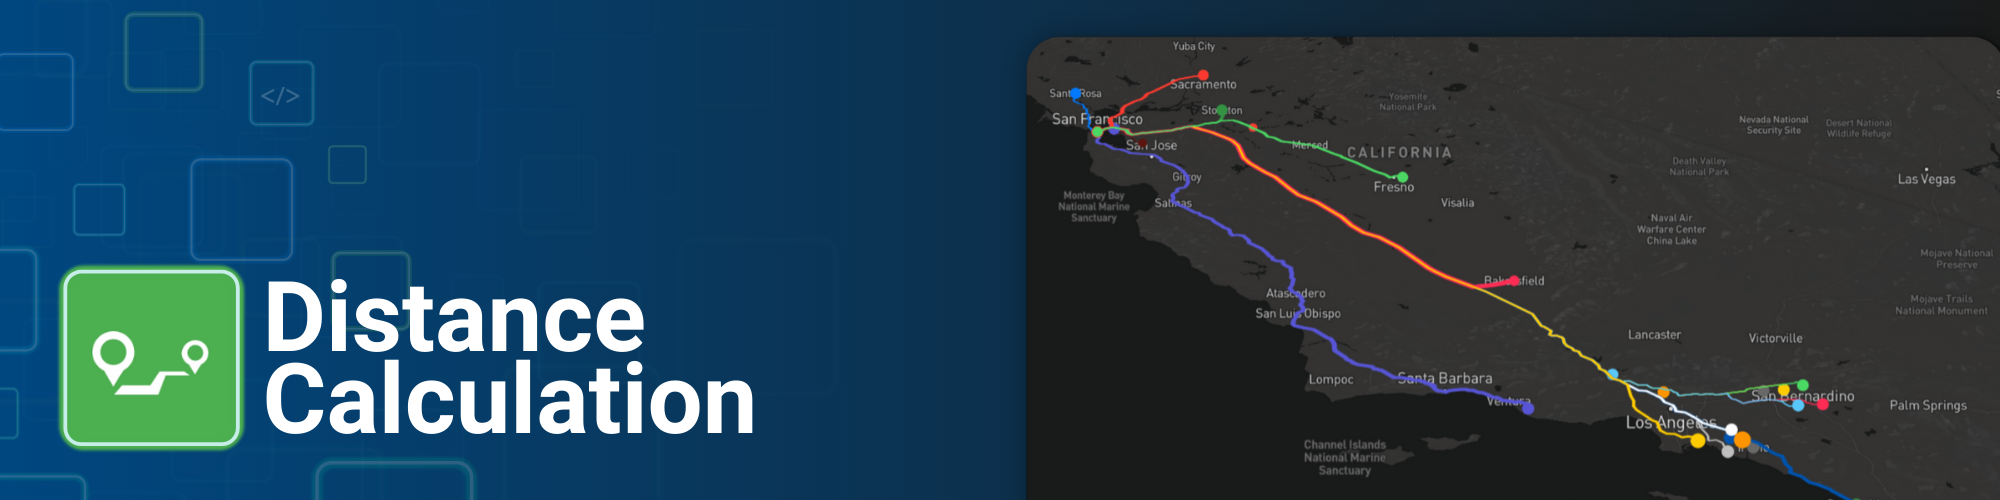 </>
Distance
Calculation
Yuba City
Sacramento
Santa Rosa
Stockton
San Francisco
San Jose
Merced
CALIFORNIA
Yosemite
National Park
Nevada National
Security Site
Desert National
Wildlife Refuge
Death Valley
National Park
Las Vegas
Gilroy
Fresno
Monterey Bay
National Marine
Sanctuary
Salinas
Visalia
Naval Air
Warfare Center
China Lake
Mojave National
Preserve
Bakersfield
Atascadero
San Luis Obispo
Mojave Trails
National Monument
Lancaster
Victorville
Lompoc
Santa Barbara
Ventura
San Bernardino
Palm Springs
Los Angeles
Channel Islands
National Marine
Sanctuary